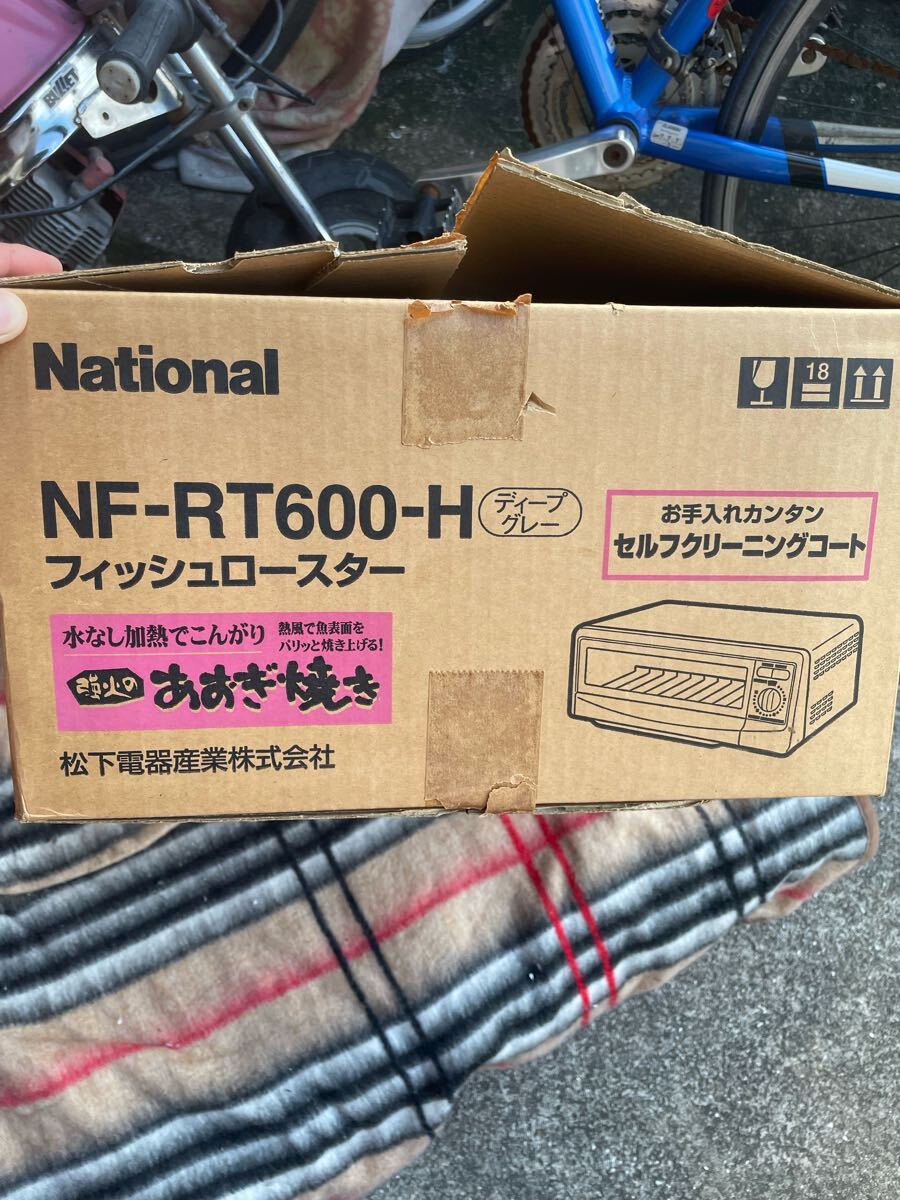 BULLET
National
18
NF-RT600-H
ディープ
グレー
フィッシュロースター
お手入れカンタン
セルフクリーニングコート
水なし加熱でこんがり
熱風で魚表面を
パリッと焼き上げる!
強火の
あおぎ焼き
松下電器産業株式会社